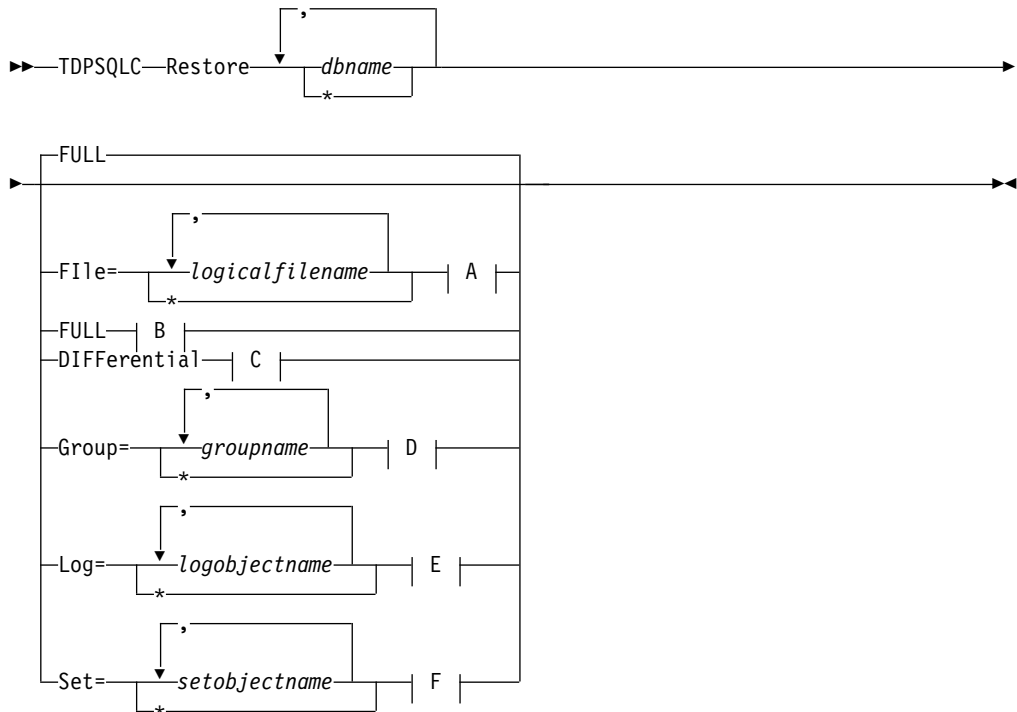 ,
TDPSQLC Restore dbname
*
FULL
,
FIle= logicalfilename A
*
FULL B
DIFFerential C
,
Group= groupname D
*
,
Log= logobjectname E
*
,
Set= setobjectname F
*